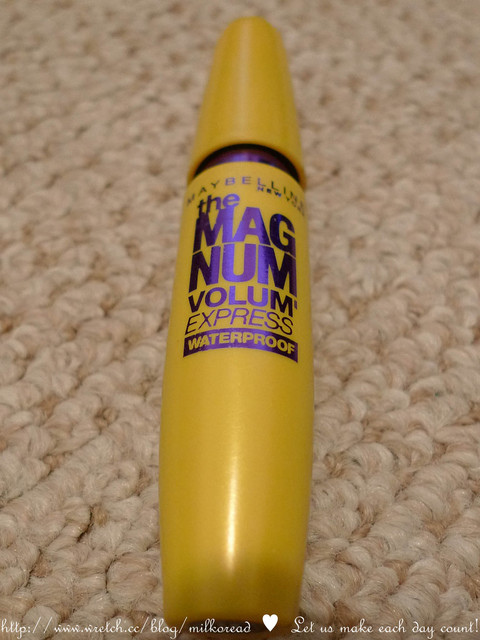 MAYBELLINE
NEW YORK
the
MAG
NUM
VOLUM'
EXPRESS
WATERPROOF
http://www.wretch.cc/blog/milkoread ♥ Let us make each day count!